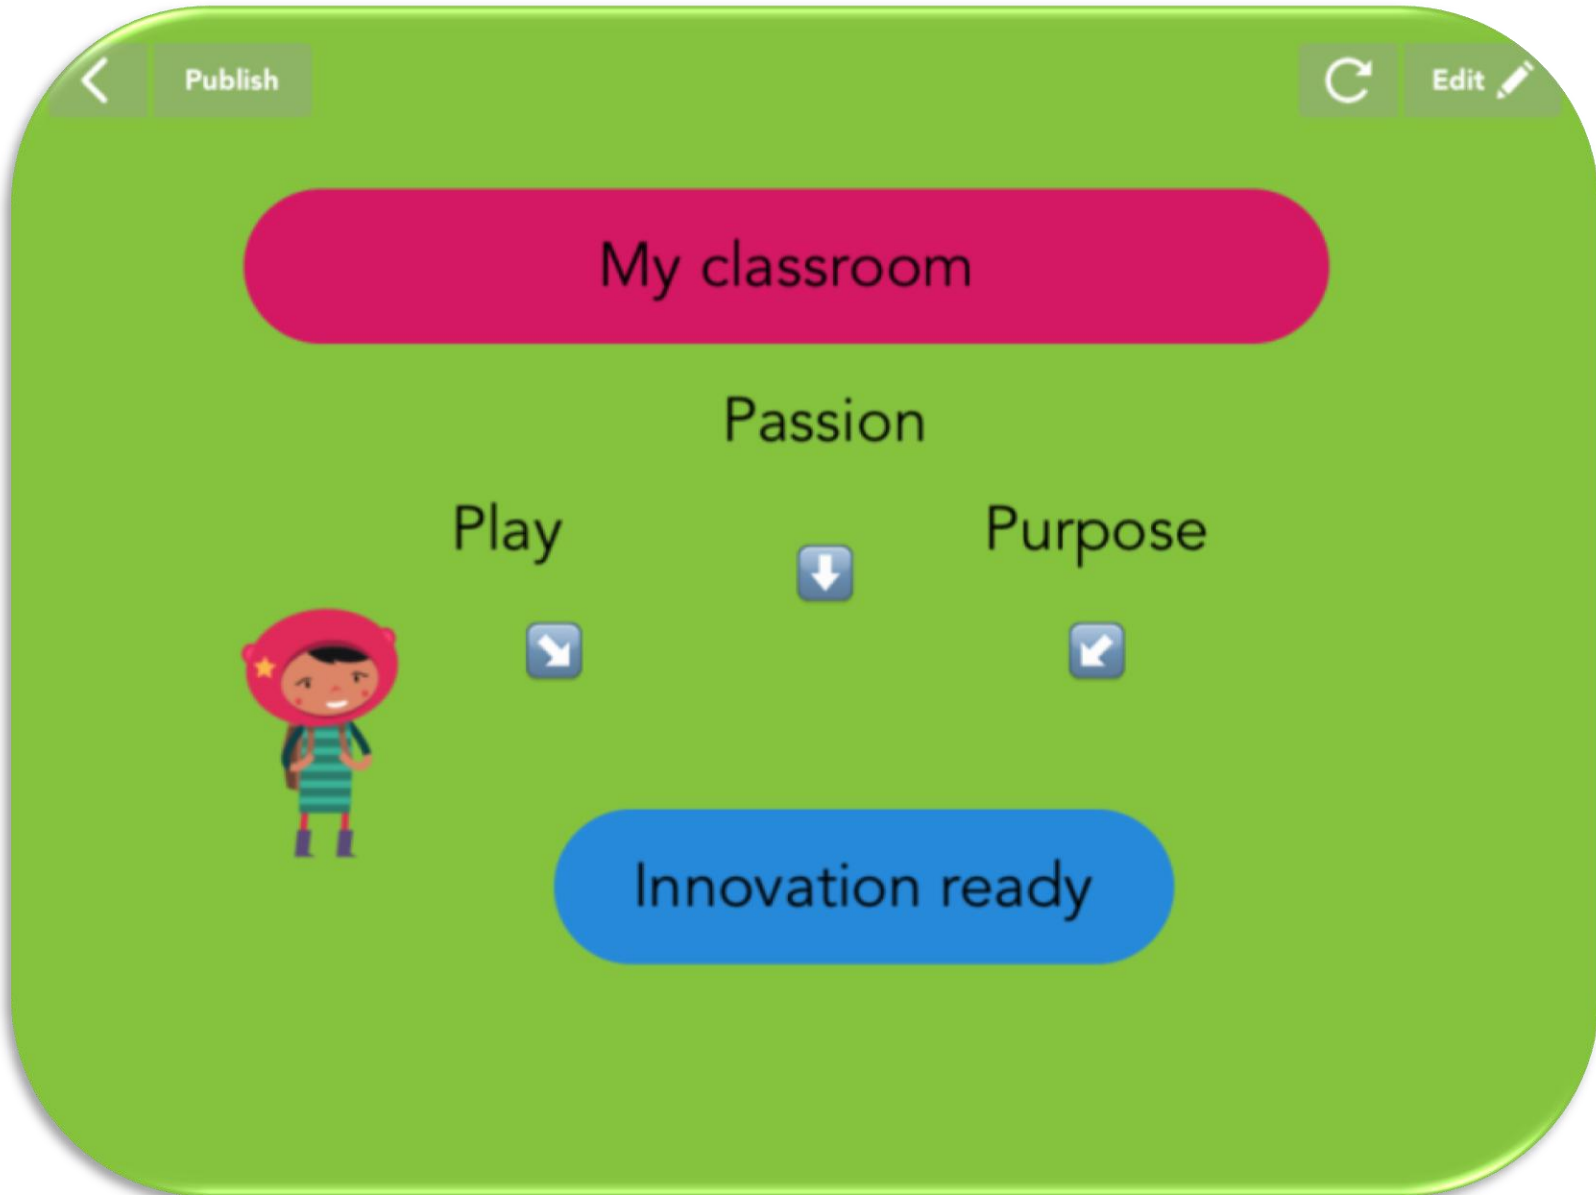 Publish
Edit
My classroom
Passion
Play
Purpose
Innovation ready